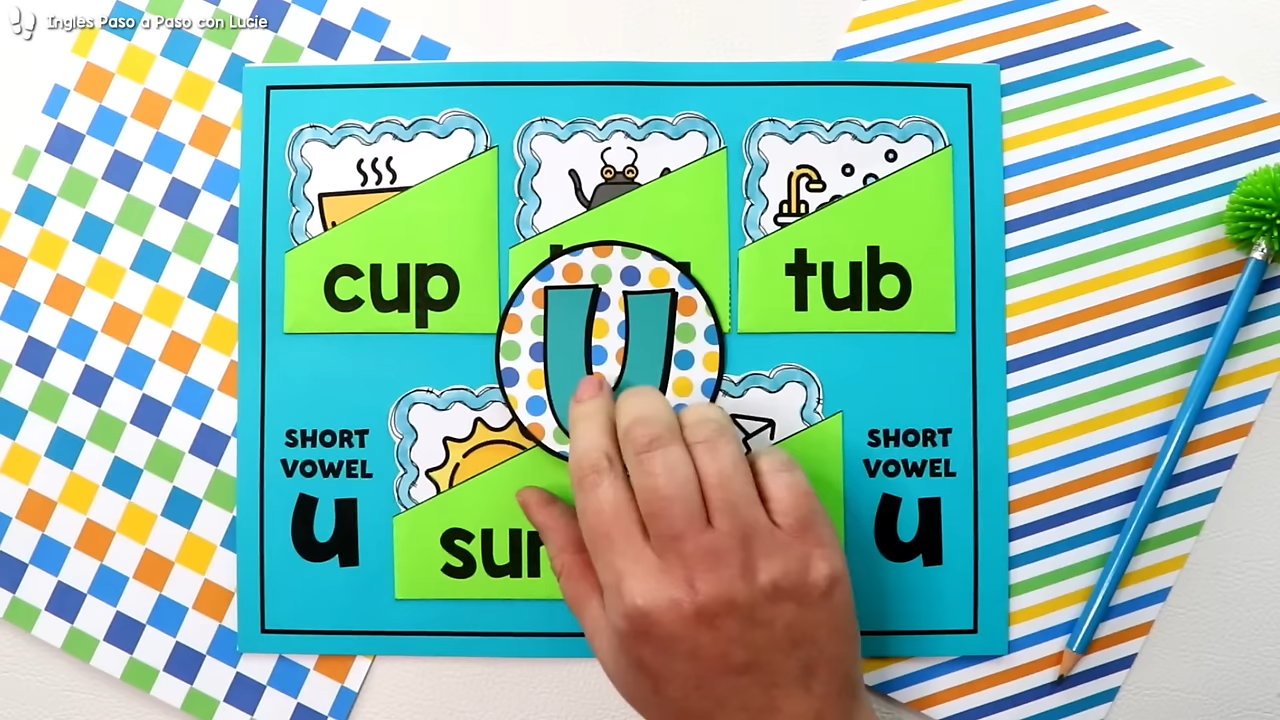 Inglés Paso a Paso con Lucie
cup
tub
U
SHORT
VOWEL
u
SHORT
VOWEL
u